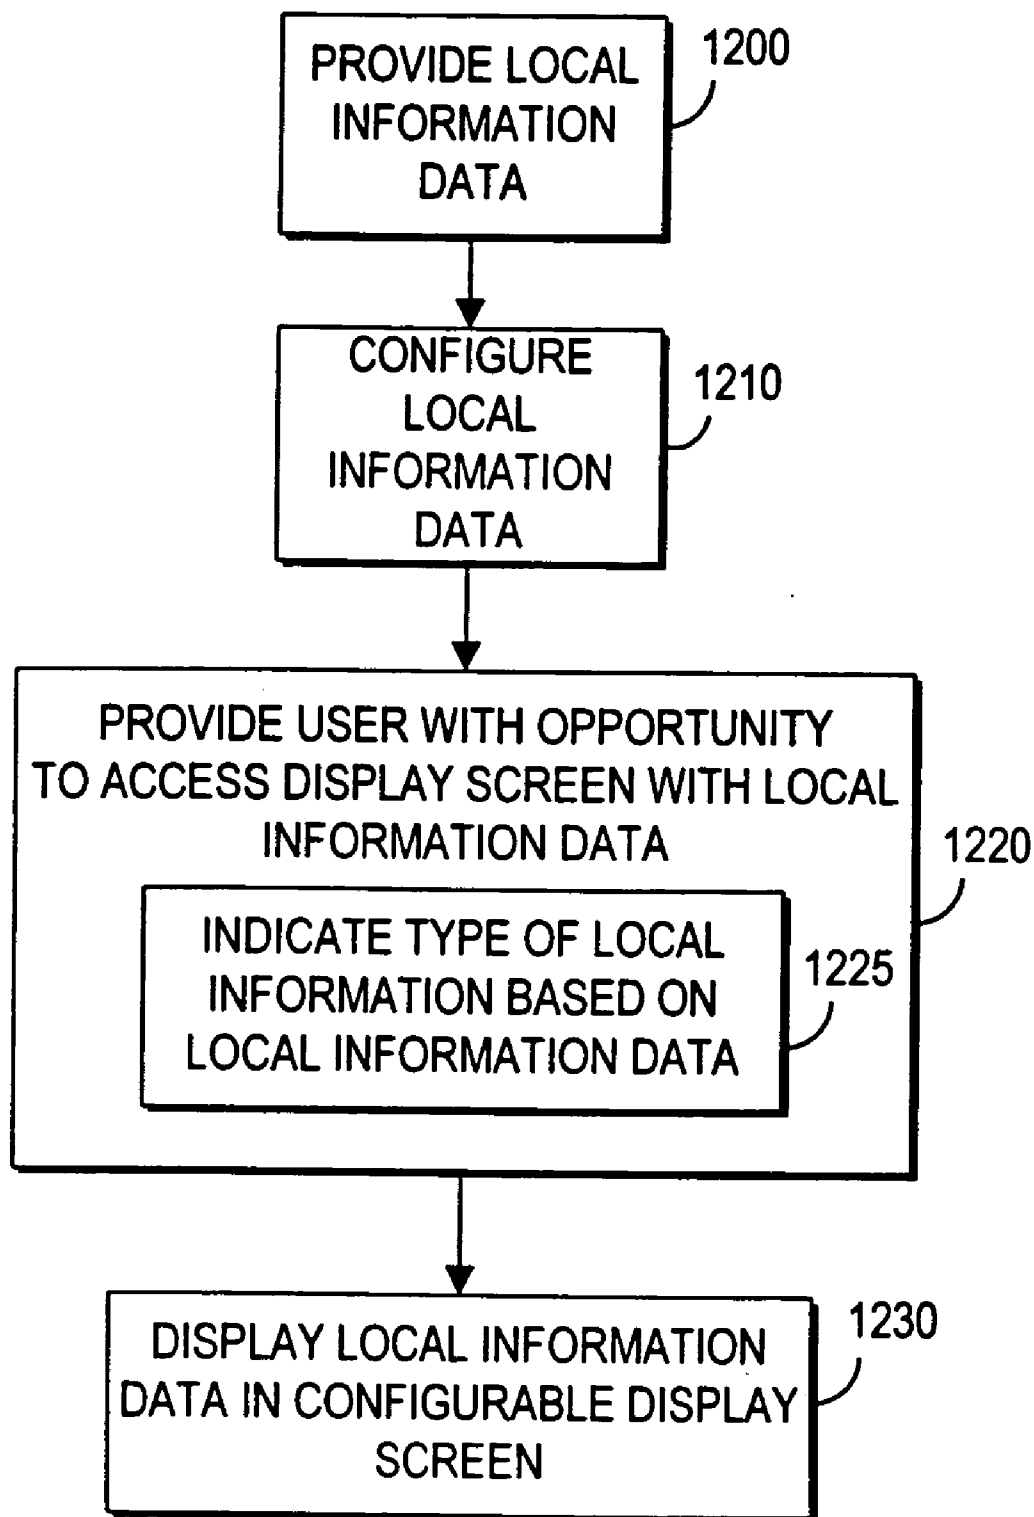 PROVIDE LOCAL
INFORMATION
DATA
1200
CONFIGURE
LOCAL
INFORMATION
DATA
1210
PROVIDE USER WITH OPPORTUNITY
TO ACCESS DISPLAY SCREEN WITH LOCAL
INFORMATION DATA
1220
INDICATE TYPE OF LOCAL
INFORMATION BASED ON
LOCAL INFORMATION DATA
1225
DISPLAY LOCAL INFORMATION
DATA IN CONFIGURABLE DISPLAY
SCREEN
1230